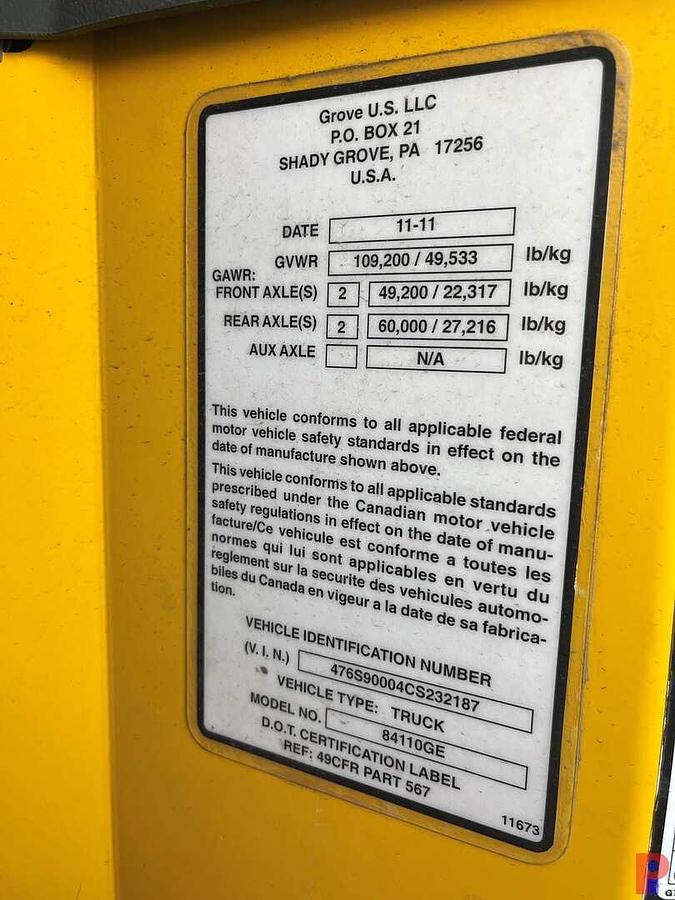 Grove U.S. LLC
P.O. BOX 21
SHADY GROVE, PA 17256
U.S.A.
DATE 11-11
GVWR 109,200 / 49,533 lb/kg
GAWR:
FRONT AXLE(S) 2 49,200 / 22,317 lb/kg
REAR AXLE(S) 2 60,000 / 27,216 lb/kg
AUX AXLE N/A lb/kg
This vehicle conforms to all applicable federal
motor vehicle safety standards in effect on the
date of manufacture shown above.
This vehicle conforms to all applicable standards
prescribed under the Canadian motor vehicle
safety regulations in effect on the date of manu-
facture/Ce vehicule est conforme a toutes les
normes qui lui sont applicables en vertu du
reglement sur la securite des vehicules automo-
biles du Canada en vigeur a la date de sa fabrica-
tion.
VEHICLE IDENTIFICATION NUMBER
(V. I. N.) 476S90004CS232187
VEHICLE TYPE: TRUCK
MODEL NO. 84110GE
D.O.T. CERTIFICATION LABEL
REF: 49CFR PART 567
11673